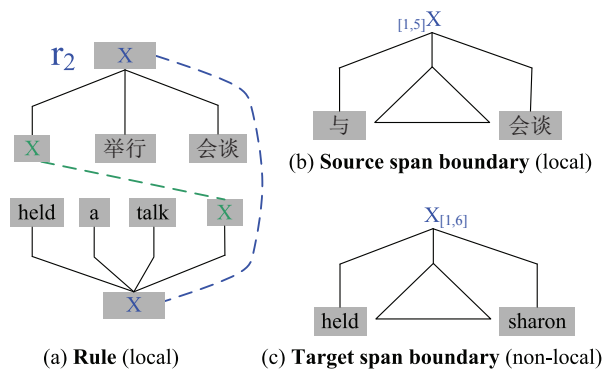 r2 X
X 举行 会谈
held a talk X
X
(a) Rule (local)
[1,5]X
与 会谈
(b) Source span boundary (local)
X[1,6]
held sharon
(c) Target span boundary (non-local)